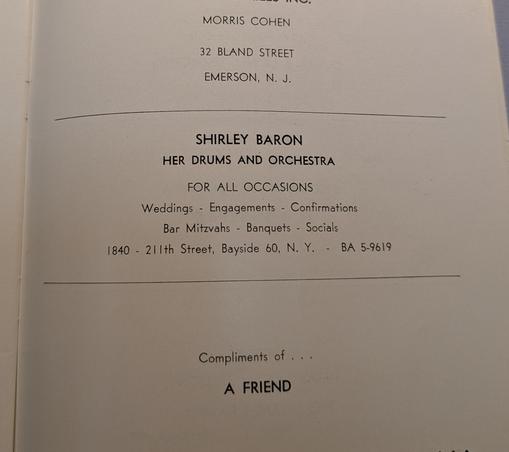 INC.
MORRIS COHEN
32 BLAND STREET
EMERSON, N. J.
SHIRLEY BARON
HER DRUMS AND ORCHESTRA
FOR ALL OCCASIONS
Weddings - Engagements - Confirmations
Bar Mitzvahs - Banquets - Socials
1840 - 211th Street, Bayside 60, N. Y. - BA 5-9619
Compliments of . . .
A FRIEND